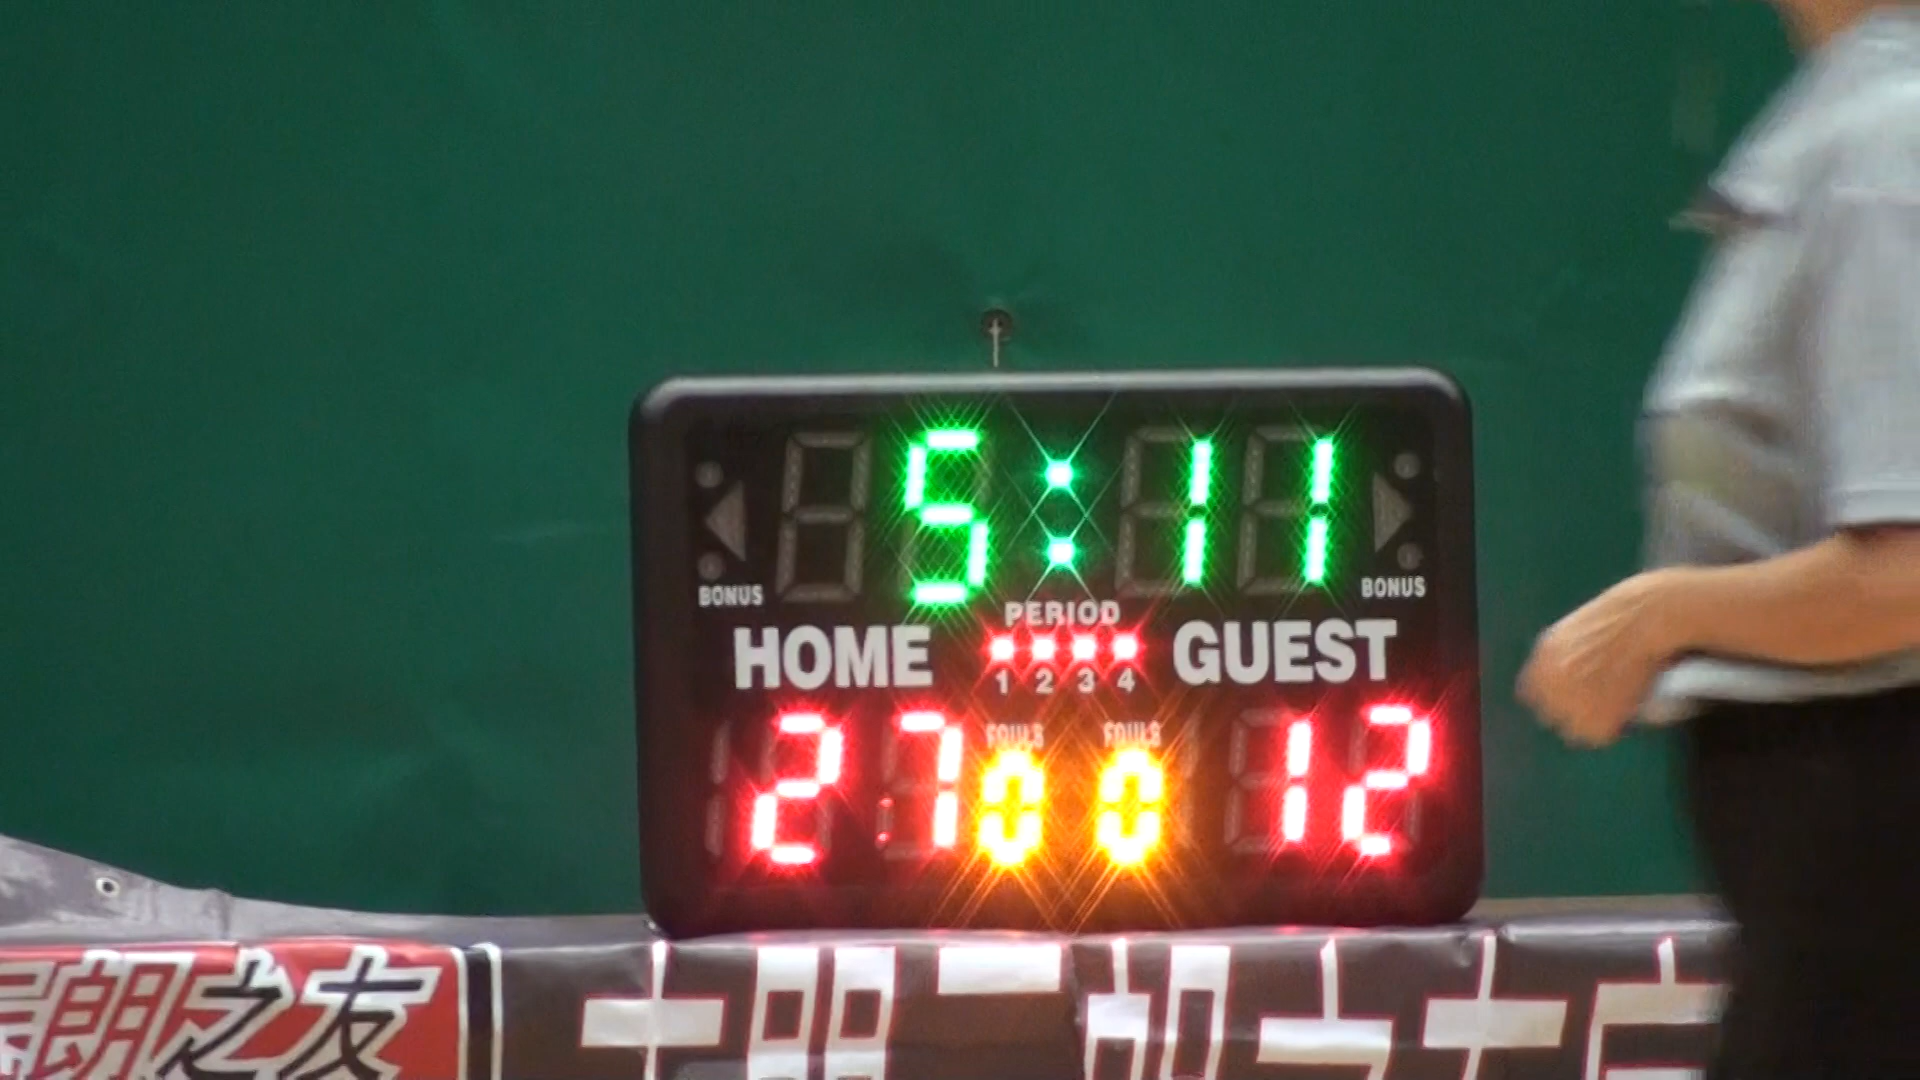 5:11
BONUS PERIOD BONUS
HOME 1 2 3 4 GUEST
FOULS FOULS
27 0 0 12
朗之友